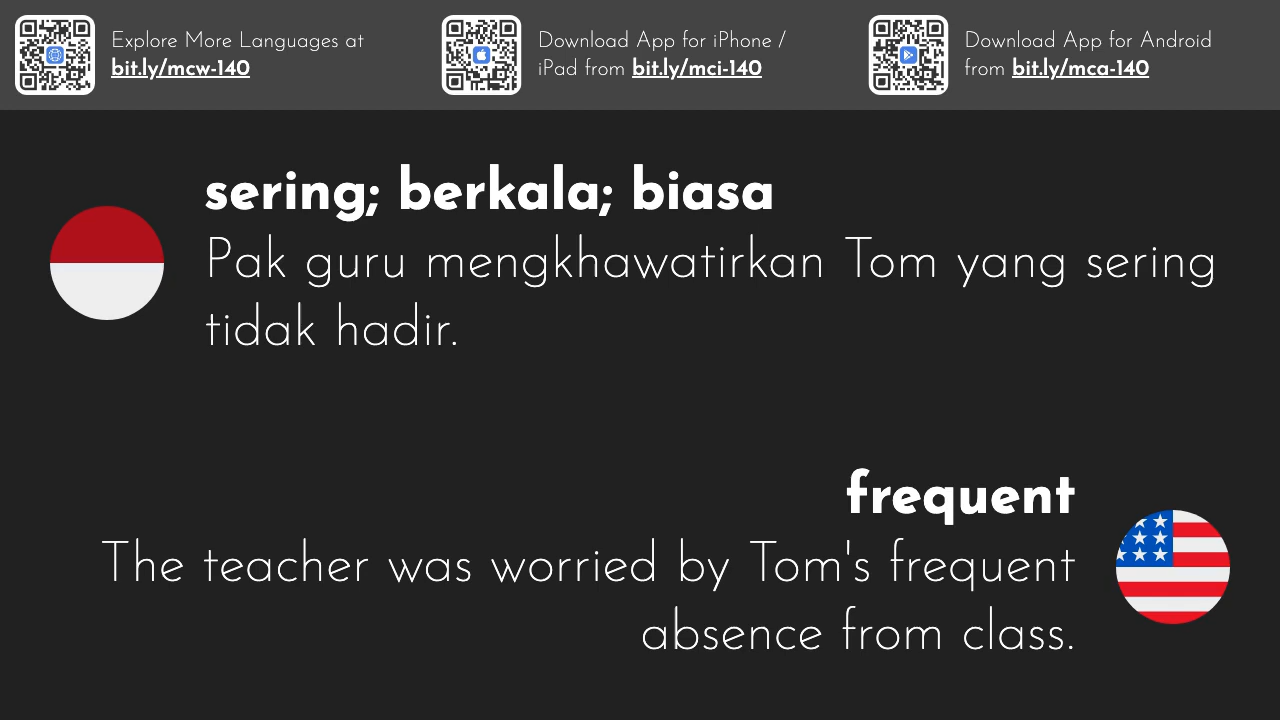 Explore More Languages at
bit.ly/mcw-140
Download App for iPhone /
iPad from bit.ly/mci-140
Download App for Android
from bit.ly/mca-140
sering; berkala; biasa
Pak guru mengkhawatirkan Tom yang sering
tidak hadir.
frequent
The teacher was worried by Tom's frequent
absence from class.